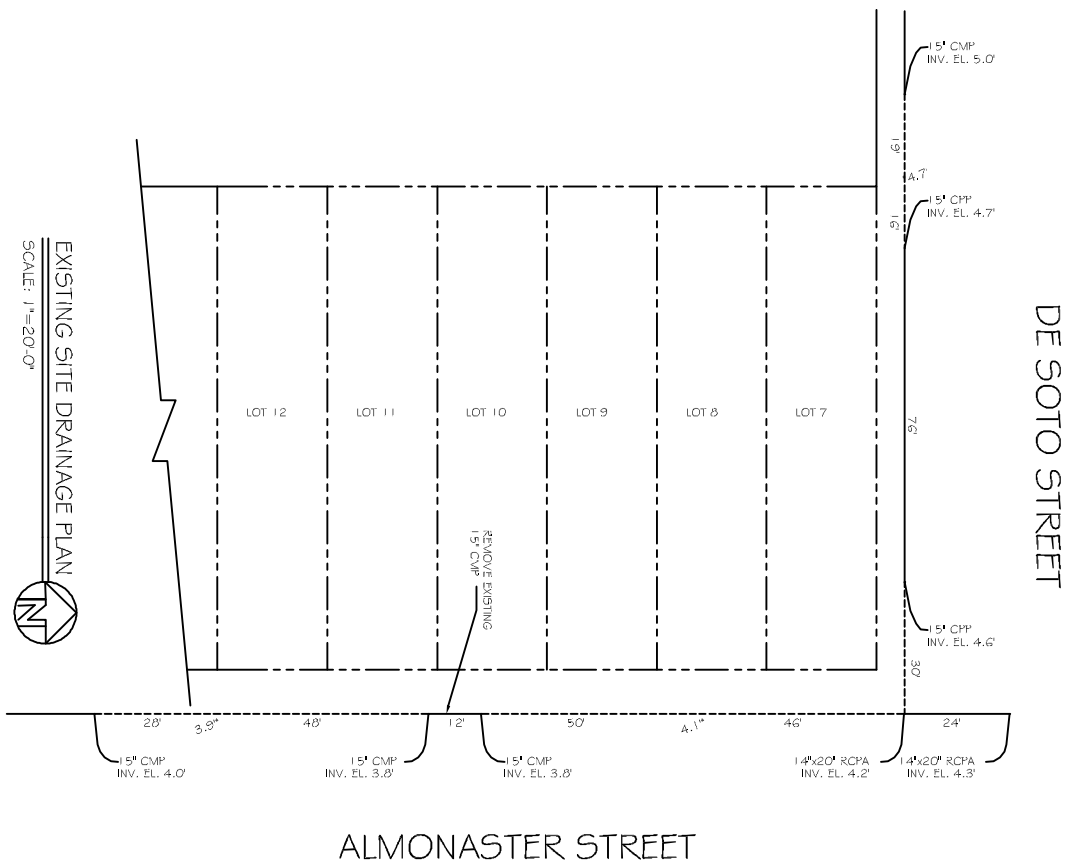 15" CMP
INV. EL. 5.0'
19'
4.7'
15" CPP
INV. EL. 4.7'
16'
EXISTING SITE DRAINAGE PLAN
SCALE: 1"=20'-0"
N
DE SOTO STREET
LOT 12
LOT 11
LOT 10
LOT 9
LOT 8
LOT 7
76'
REMOVE EXISTING
15" CMP
15" CPP
INV. EL. 4.6'
30'
28'
3.9'
48'
12'
50'
4.1'
46'
24'
15" CMP
INV. EL. 4.0'
15" CMP
INV. EL. 3.8'
15" CMP
INV. EL. 3.8'
14"x20" RCPA
INV. EL. 4.2'
14"x20" RCPA
INV. EL. 4.3'
ALMONASTER STREET